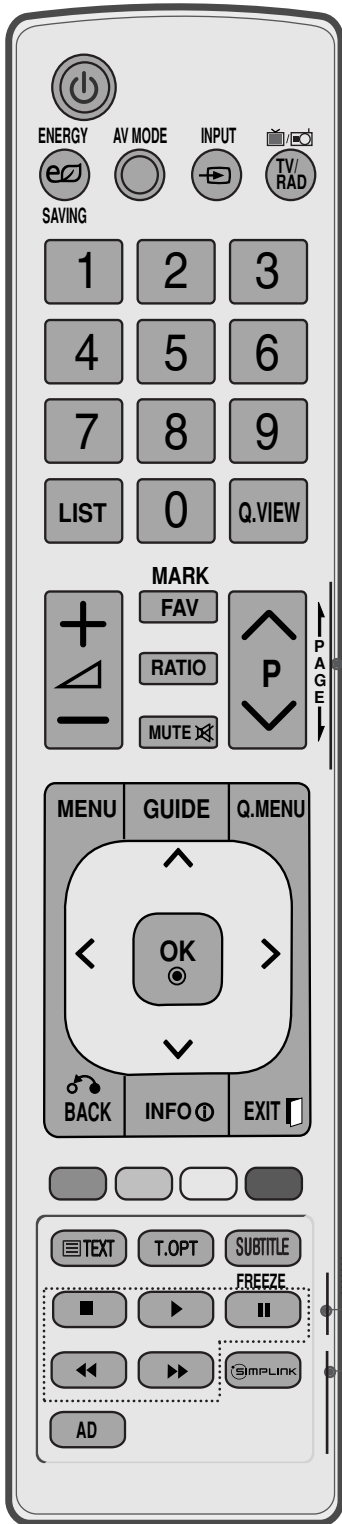 ENERGY AV MODE INPUT
TV/
RAD
SAVING
1 2 3
4 5 6
7 8 9
LIST 0 Q.VIEW
MARK
FAV
RATIO P
MUTE
PAGE
MENU GUIDE Q.MENU
OK
BACK INFO EXIT
TEXT T.OPT SUBTITLE
FREEZE
SIMPLINK
AD